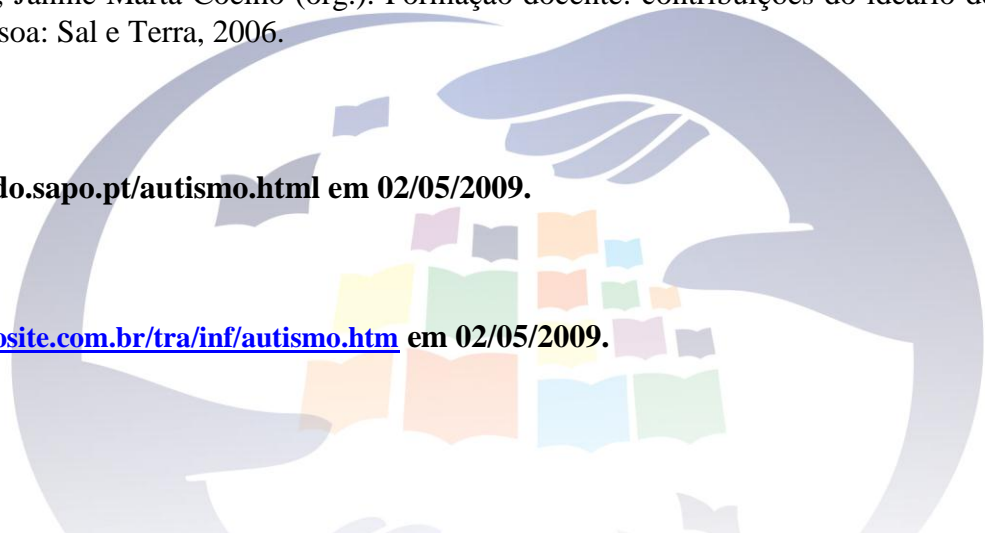 , Janine Marta Coelho (org.). Formação docente: contribuições do ideário de
soa: Sal e Terra, 2006.
do.sapo.pt/autismo.html em 02/05/2009.
osite.com.br/tra/inf/autismo.htm em 02/05/2009.